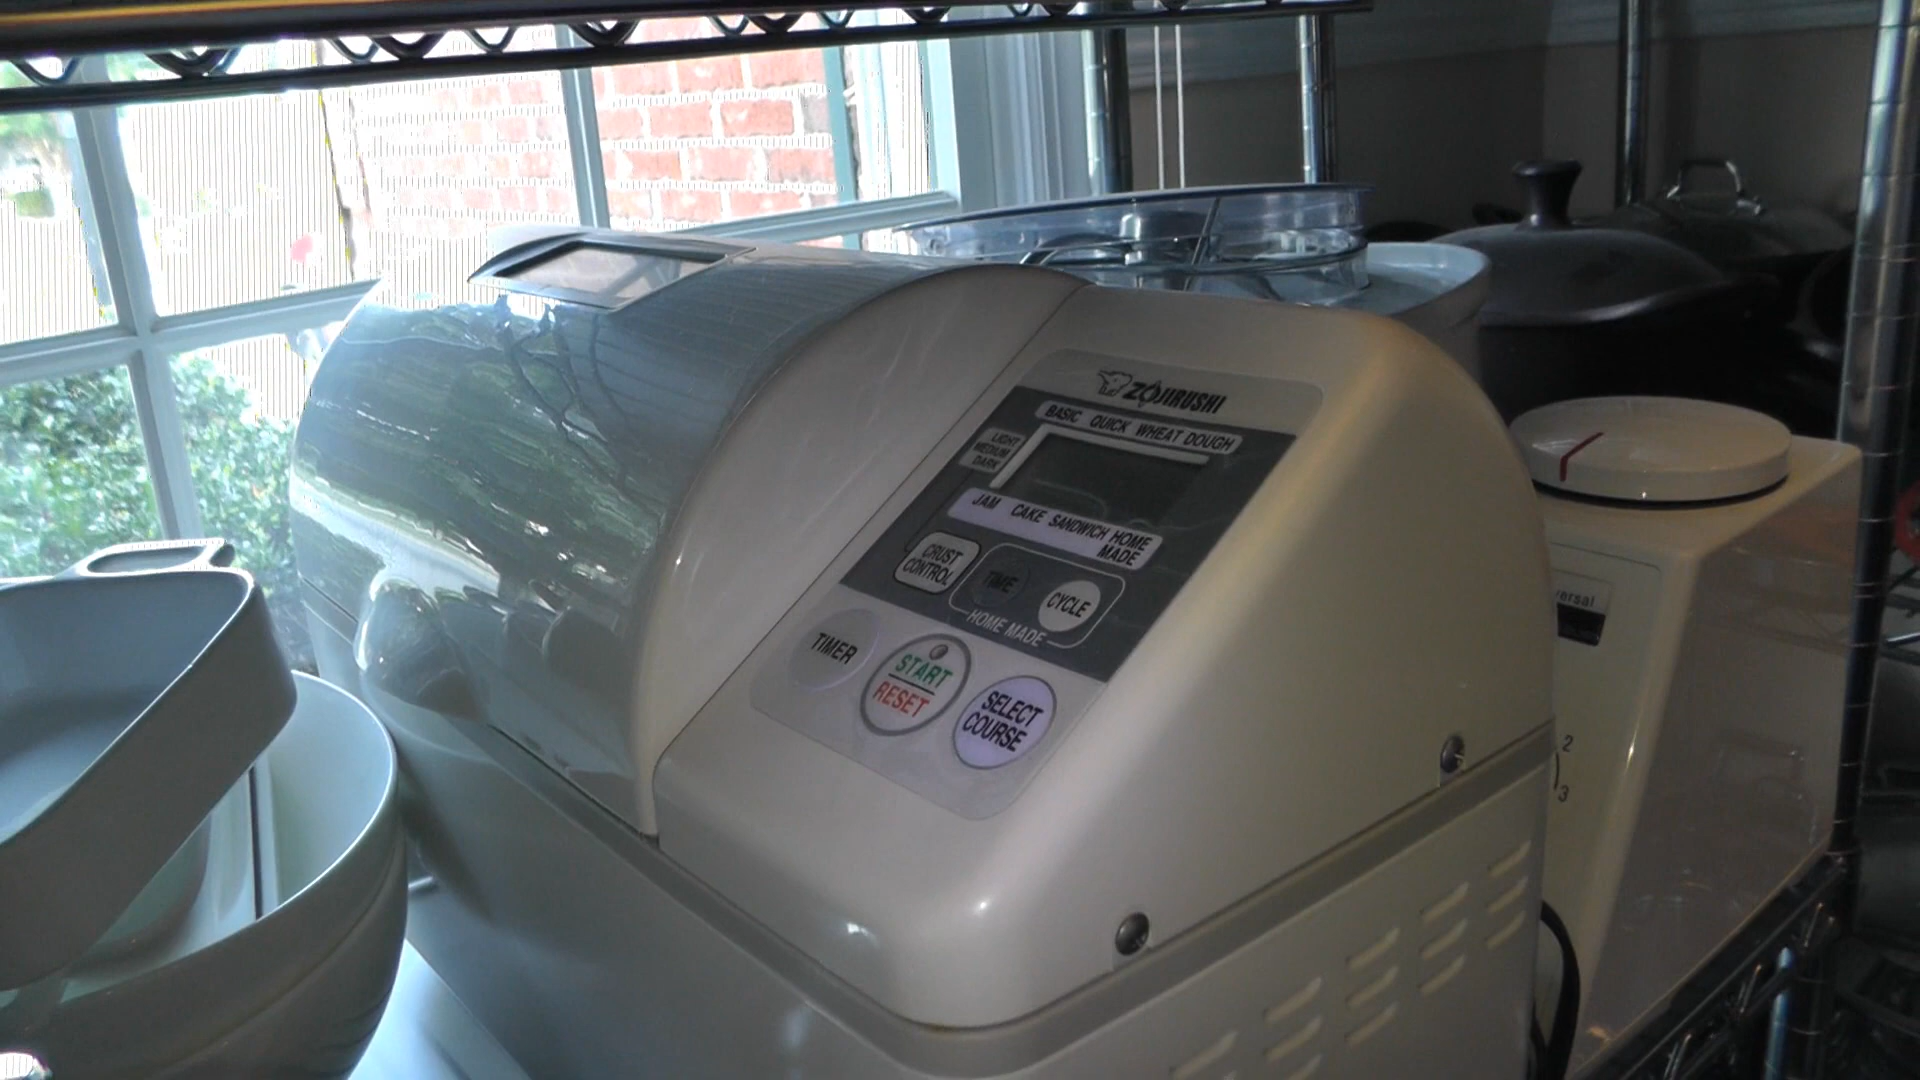 ZOJIRUSHI
BASIC QUICK WHEAT DOUGH
LIGHT
MEDIUM
DARK
JAM CAKE SANDWICH HOME
MADE
CRUST
CONTROL
TIME
CYCLE
HOME MADE
TIMER
START
RESET
SELECT
COURSE
ersal
2
3